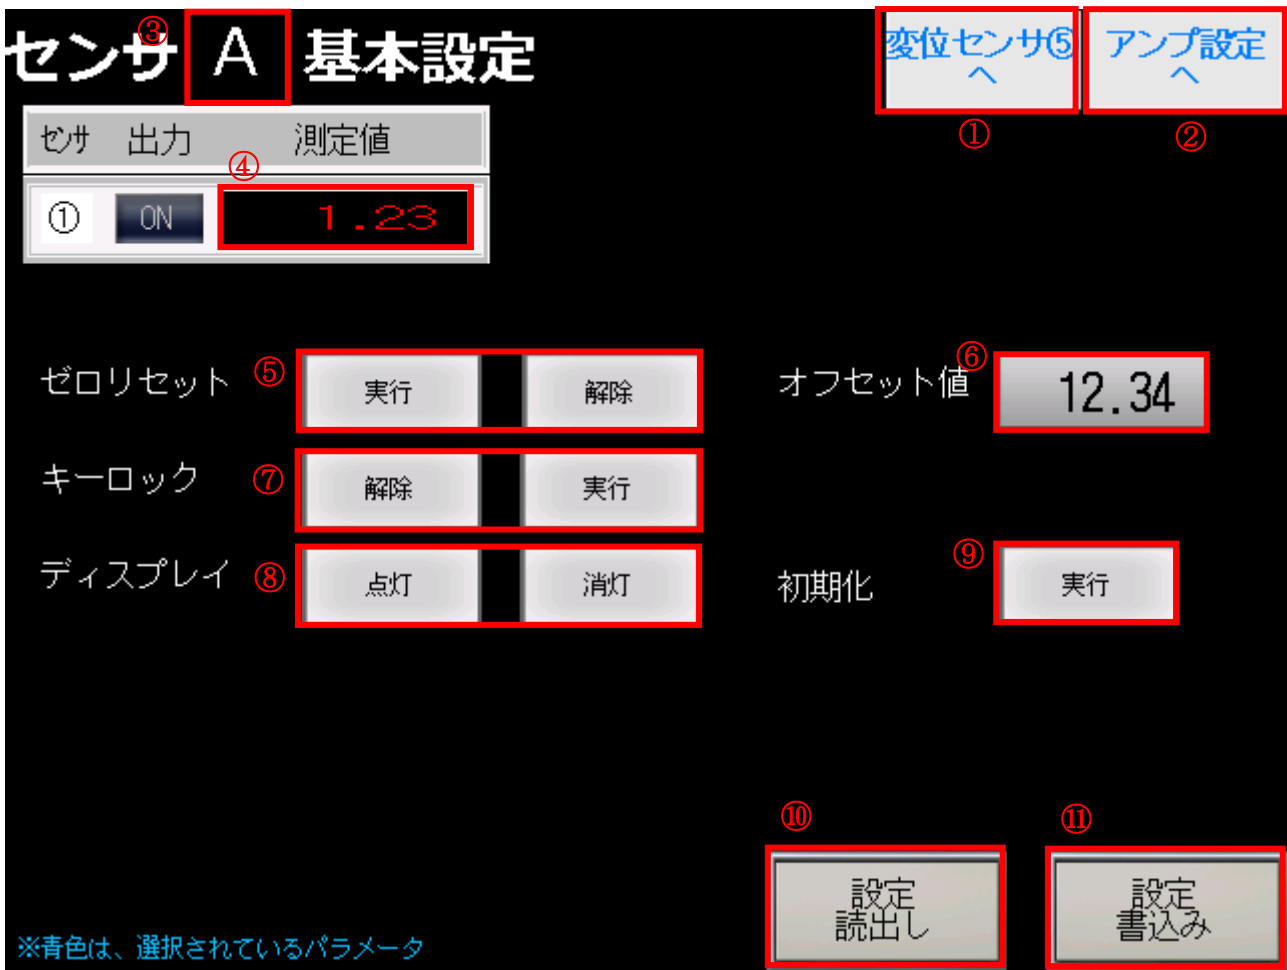 ③
センサ A 基本設定
変位センサ⑤
へ
アンプ設定
へ
①
②
センサ 出力 測定値
④
① ON 1.23
ゼロリセット ⑤ 実行 解除
オフセット値 ⑥ 12.34
キーロック ⑦ 解除 実行
ディスプレイ ⑧ 点灯 消灯
初期化 ⑨ 実行
⑩
⑪
設定
読出し
設定
書込み
※青色は、選択されているパラメータ